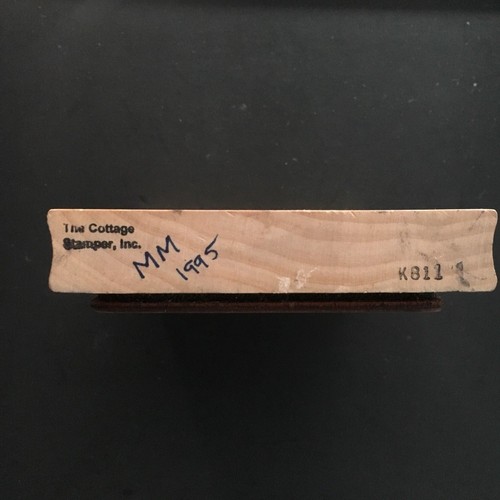 The Cottage
Stamper, Inc.
MM
1995
K811